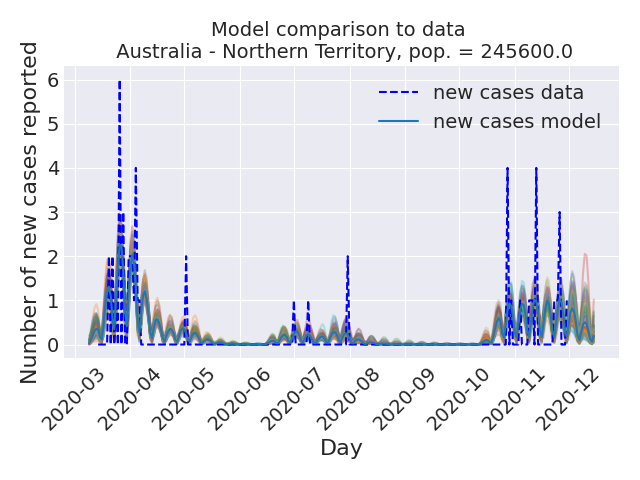 Model comparison to data
Australia - Northern Territory, pop. = 245600.0
Number of new cases reported
6
5
4
3
2
1
0
new cases data
new cases model
2020-03
2020-04
2020-05
2020-06
2020-07
2020-08
2020-09
2020-10
2020-11
2020-12
Day